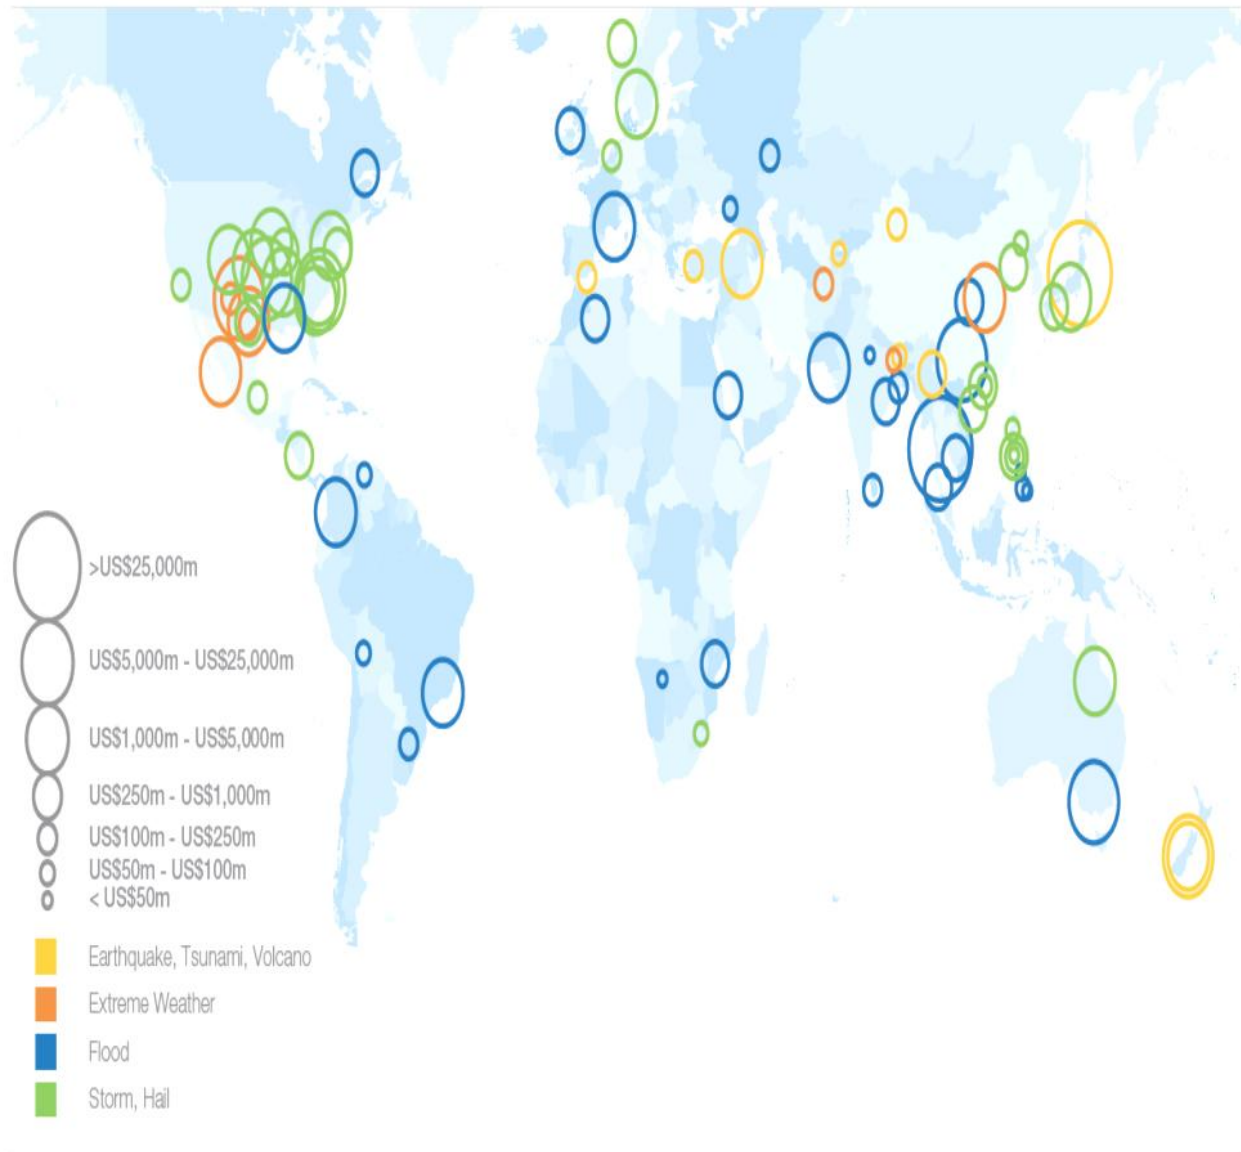 >US$25,000m
US$5,000m - US$25,000m
US$1,000m - US$5,000m
US$250m - US$1,000m
US$100m - US$250m
US$50m - US$100m
< US$50m
Earthquake, Tsunami, Volcano
Extreme Weather
Flood
Storm, Hail